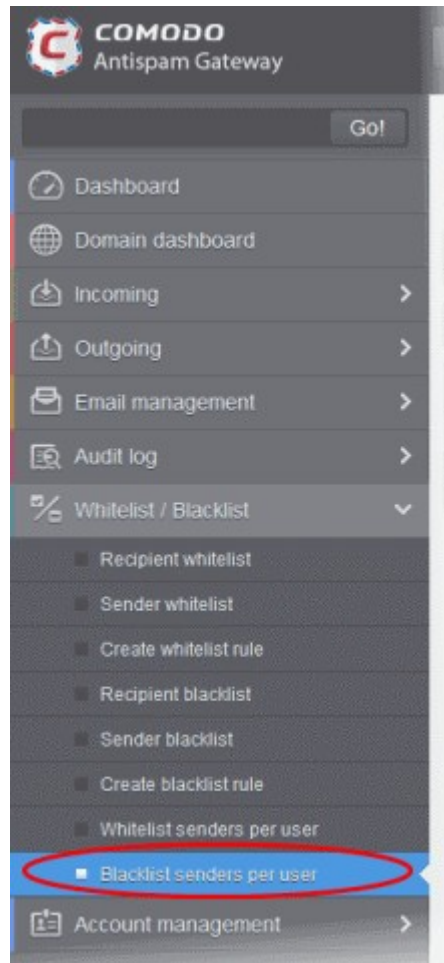 COMODO
Antispam Gateway
Go!
Dashboard
Domain dashboard
Incoming
Outgoing
Email management
Audit log
Whitelist / Blacklist
Recipient whitelist
Sender whitelist
Create whitelist rule
Recipient blacklist
Sender blacklist
Create blacklist rule
Whitelist senders per user
Blacklist senders per user
Account management